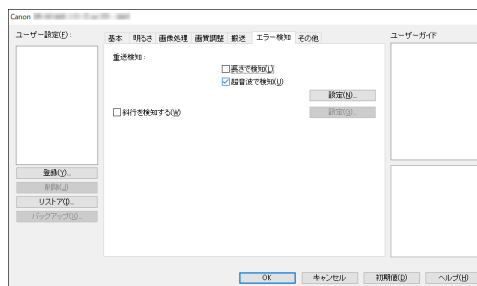 Canon
ユーザー設定(F):
基本 明るさ 画像処理 画質調整 搬送 エラー検知 その他
ユーザーガイド
重送検知:
長さで検知(L)
超音波で検知(U)
設定(N)...
斜行を検知する(W)
登録(Y)...
削除(J)
リストア(I)...
バックアップ(X)...
OK
キャンセル
初期値(D)
ヘルプ(H)